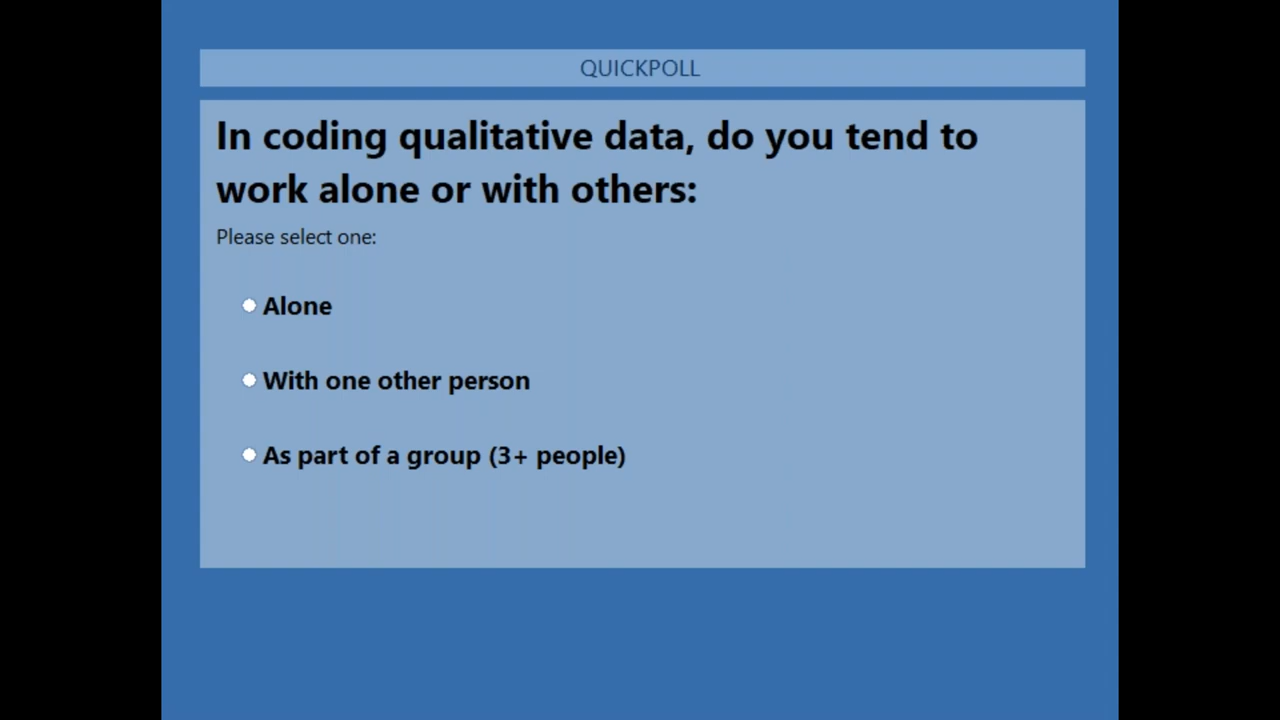 QUICKPOLL
In coding qualitative data, do you tend to
work alone or with others:
Please select one:
Alone
With one other person
As part of a group (3+ people)